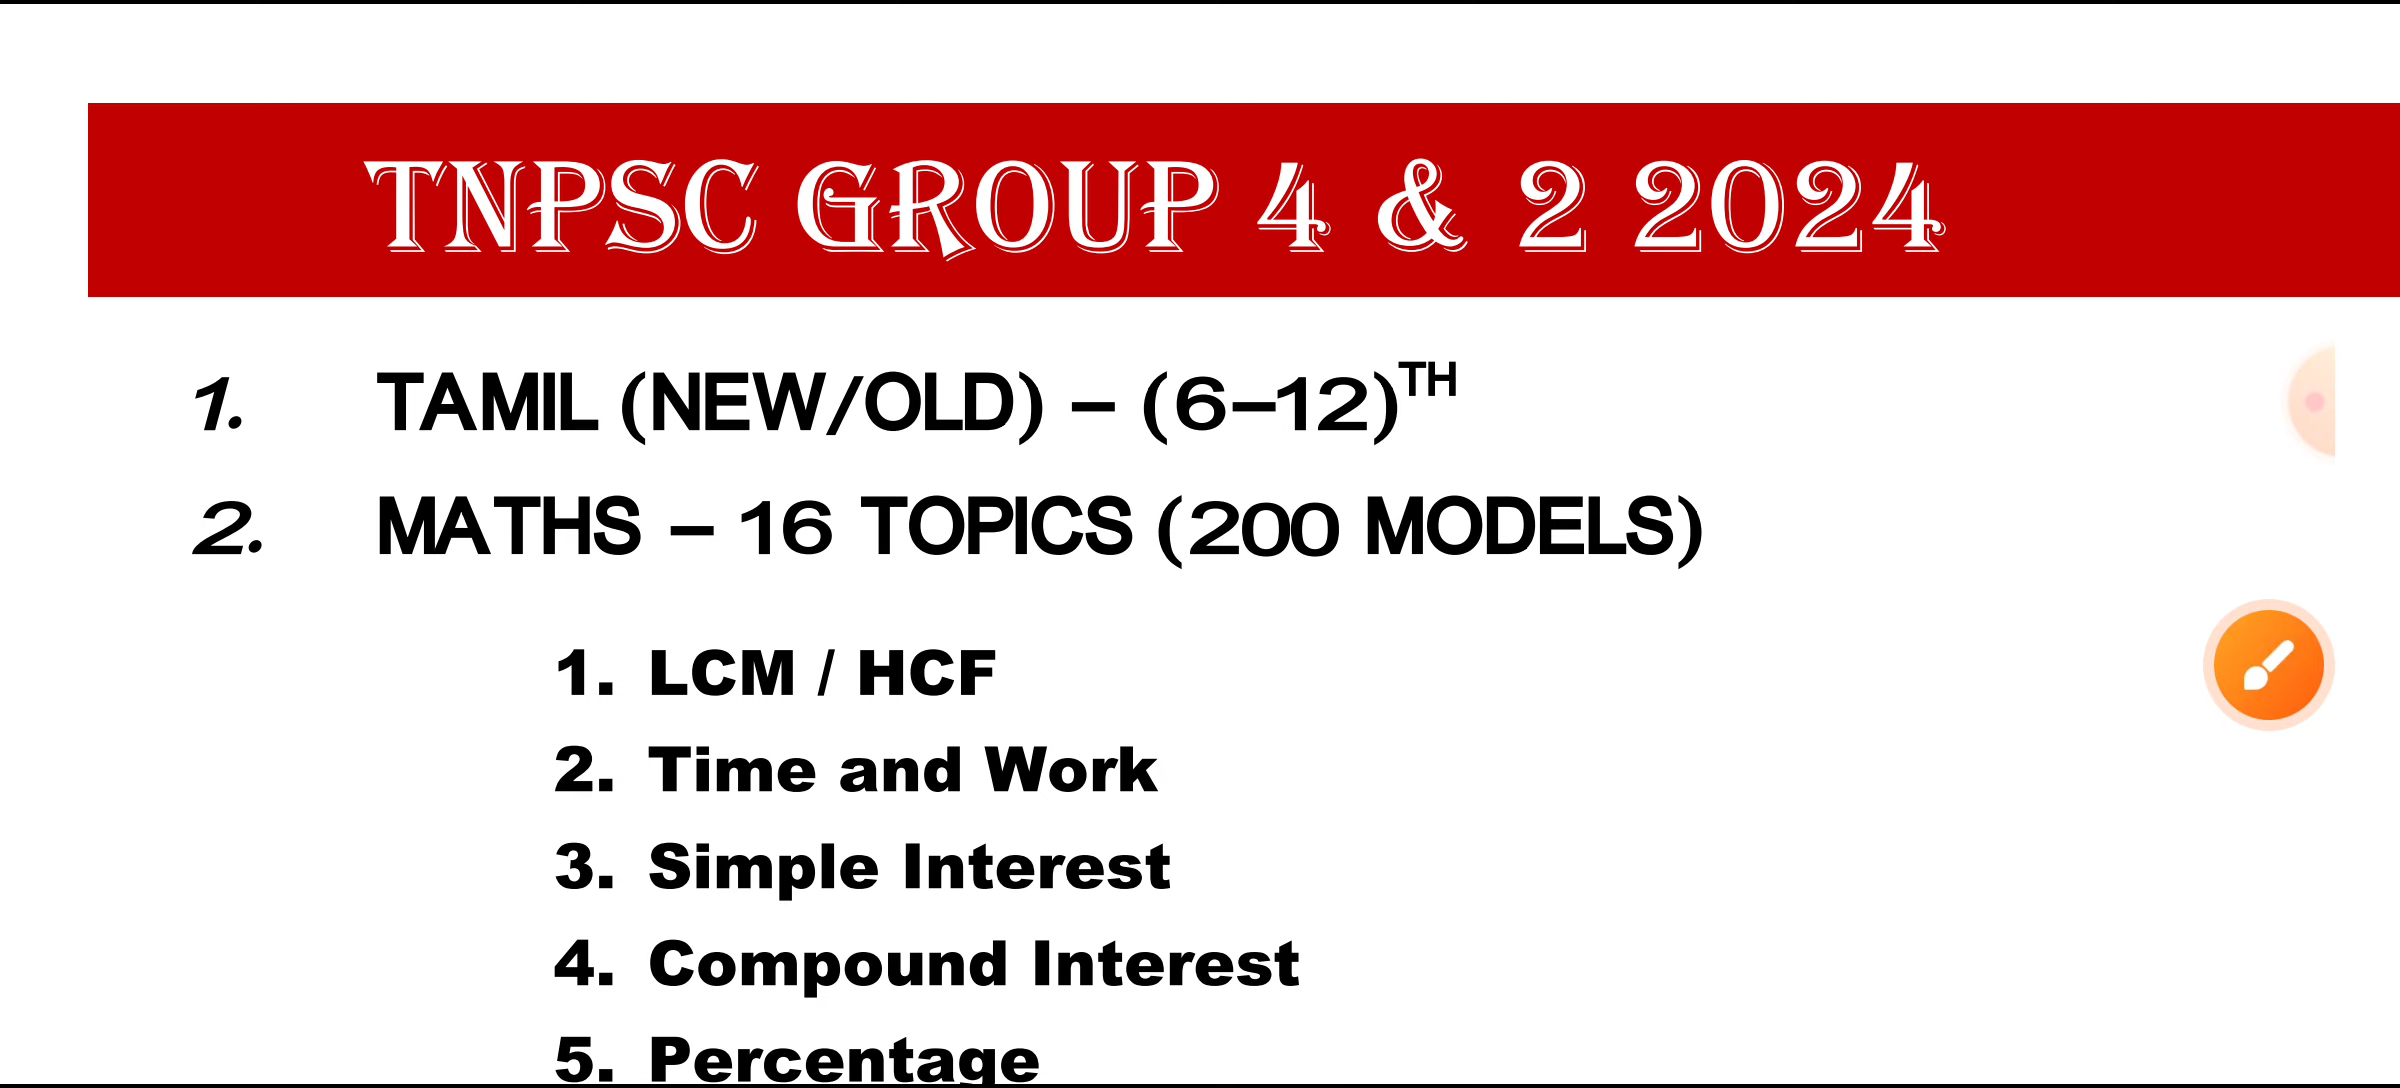 TNPSC GROUP 4 & 2 2024
1. TAMIL (NEW/OLD) – (6–12)TH
2. MATHS – 16 TOPICS (200 MODELS)
1. LCM / HCF
2. Time and Work
3. Simple Interest
4. Compound Interest
5. Percentage